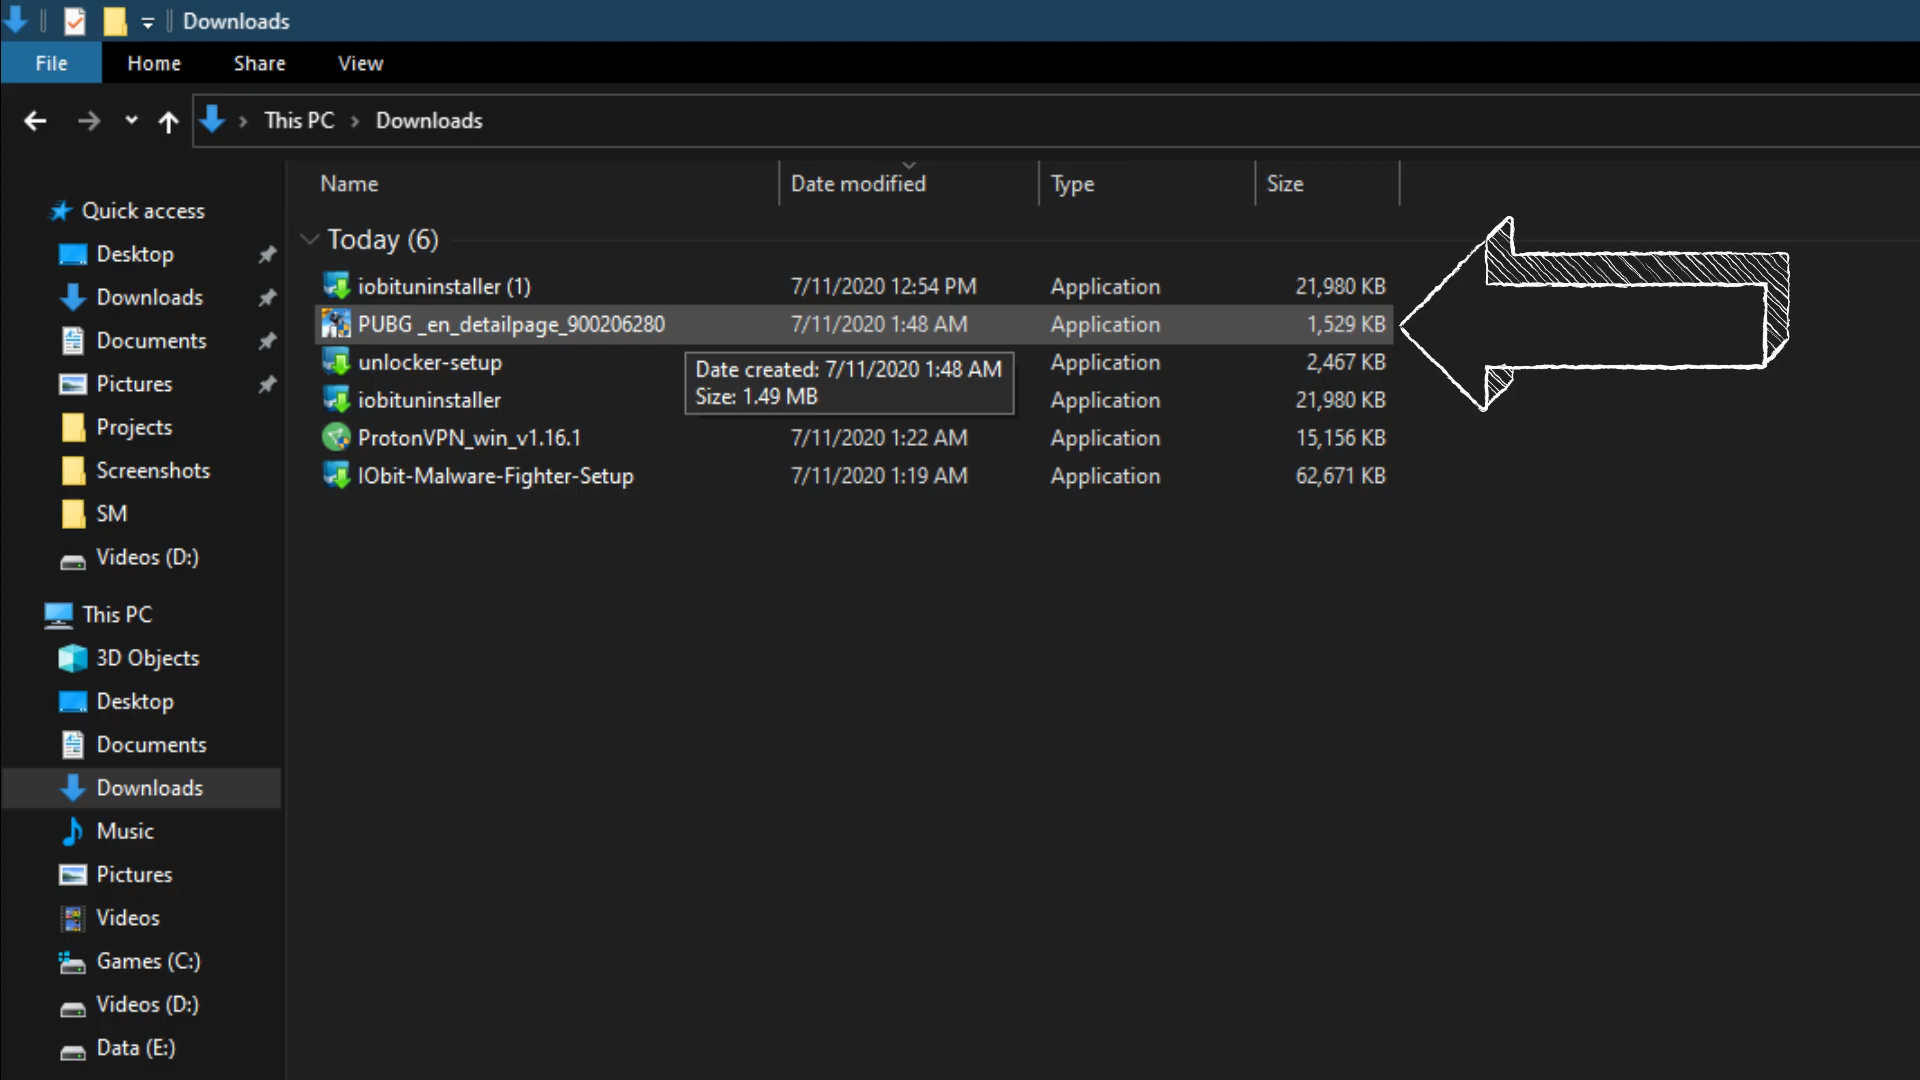 Downloads
File Home Share View
This PC > Downloads
Name Date modified Type Size
Quick access
Desktop
Downloads
Documents
Pictures
Projects
Screenshots
SM
Videos (D:)
This PC
3D Objects
Desktop
Documents
Downloads
Music
Pictures
Videos
Games (C:)
Videos (D:)
Data (E:)
Today (6)
iobituninstaller (1) 7/11/2020 12:54 PM Application 21,980 KB
PUBG _en_detailpage_900206280 7/11/2020 1:48 AM Application 1,529 KB
unlocker-setup Application 2,467 KB
iobituninstaller Application 21,980 KB
Date created: 7/11/2020 1:48 AM
Size: 1.49 MB
ProtonVPN_win_v1.16.1 7/11/2020 1:22 AM Application 15,156 KB
IObit-Malware-Fighter-Setup 7/11/2020 1:19 AM Application 62,671 KB